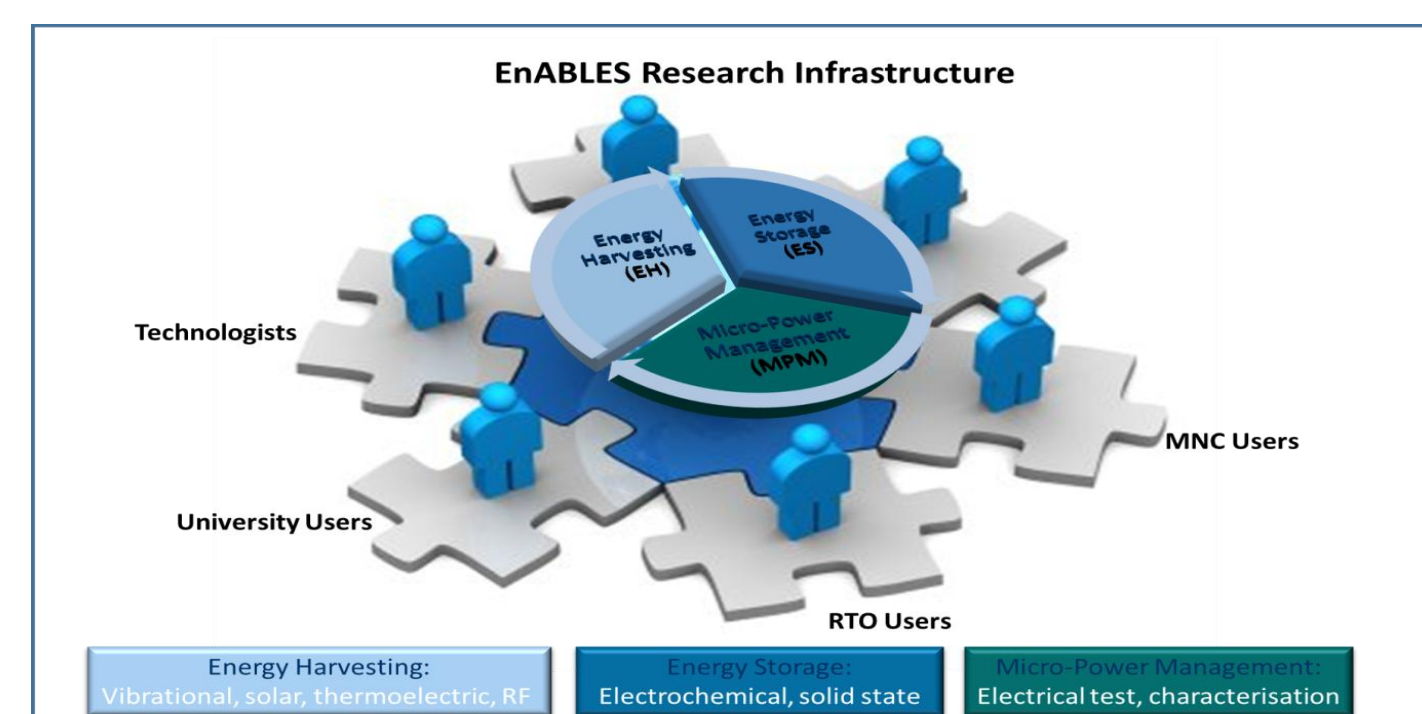 EnABLES Research Infrastructure
Energy
Harvesting
(EH)
Energy
Storage
(ES)
Micro-Power
Management
(MPM)
Technologists
MNC Users
University Users
RTO Users
Energy Harvesting:
Vibrational, solar, thermoelectric, RF
Energy Storage:
Electrochemical, solid state
Micro-Power Management:
Electrical test, characterisation